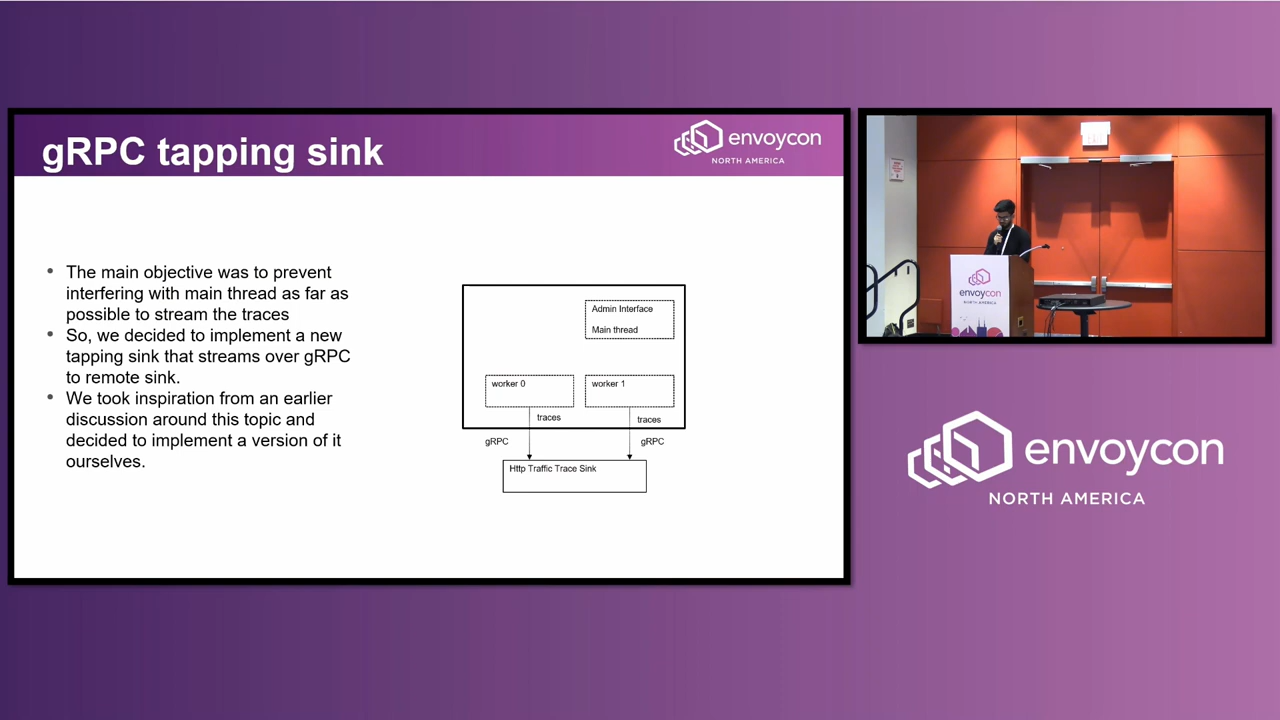 gRPC tapping sink
envoycon
NORTH AMERICA
• The main objective was to prevent
interfering with main thread as far as
possible to stream the traces
• So, we decided to implement a new
tapping sink that streams over gRPC
to remote sink.
• We took inspiration from an earlier
discussion around this topic and
decided to implement a version of it
ourselves.
Admin Interface
Main thread
worker 0
worker 1
traces
traces
gRPC
gRPC
Http Traffic Trace Sink
envoycon
NORTH AMERICA
envoycon
NORTH AMERICA